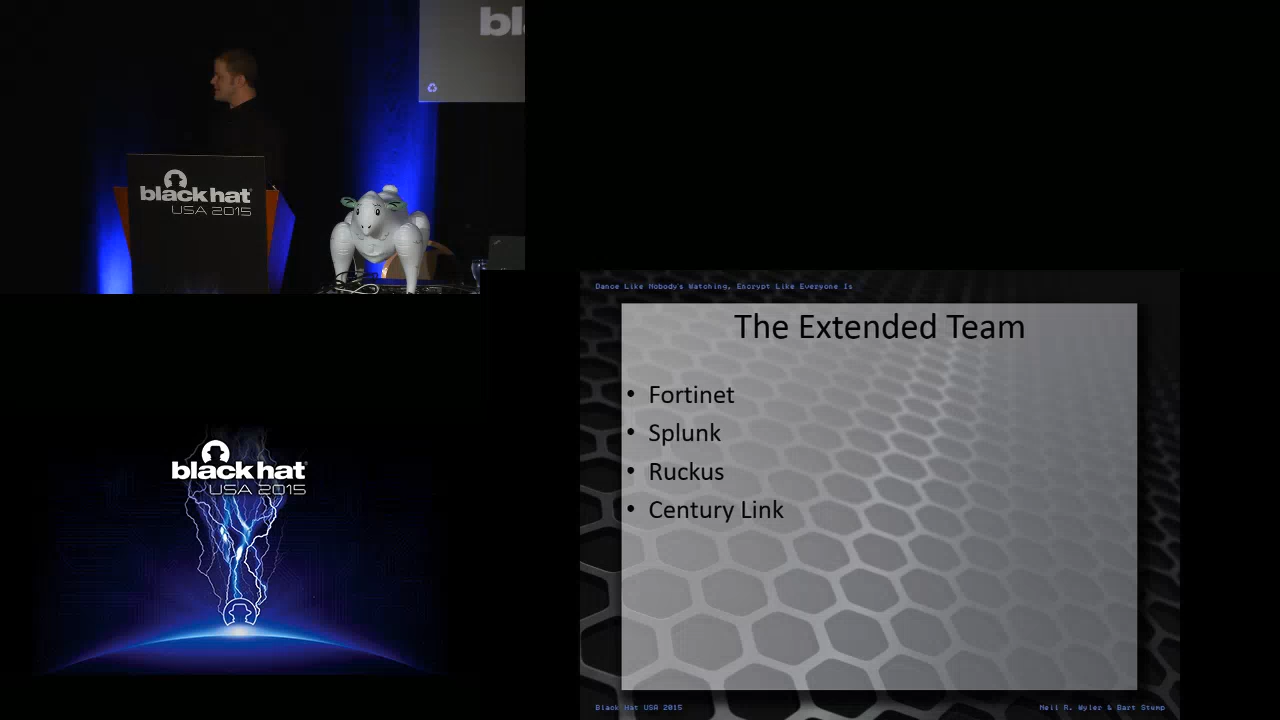 bl
black hat
USA 2015
Dance Like Nobody's Watching, Encrypt Like Everyone Is
The Extended Team
• Fortinet
• Splunk
• Ruckus
• Century Link
black hat
USA 2015
Black Hat USA 2015
Neil R. Wyler & Bart Stump